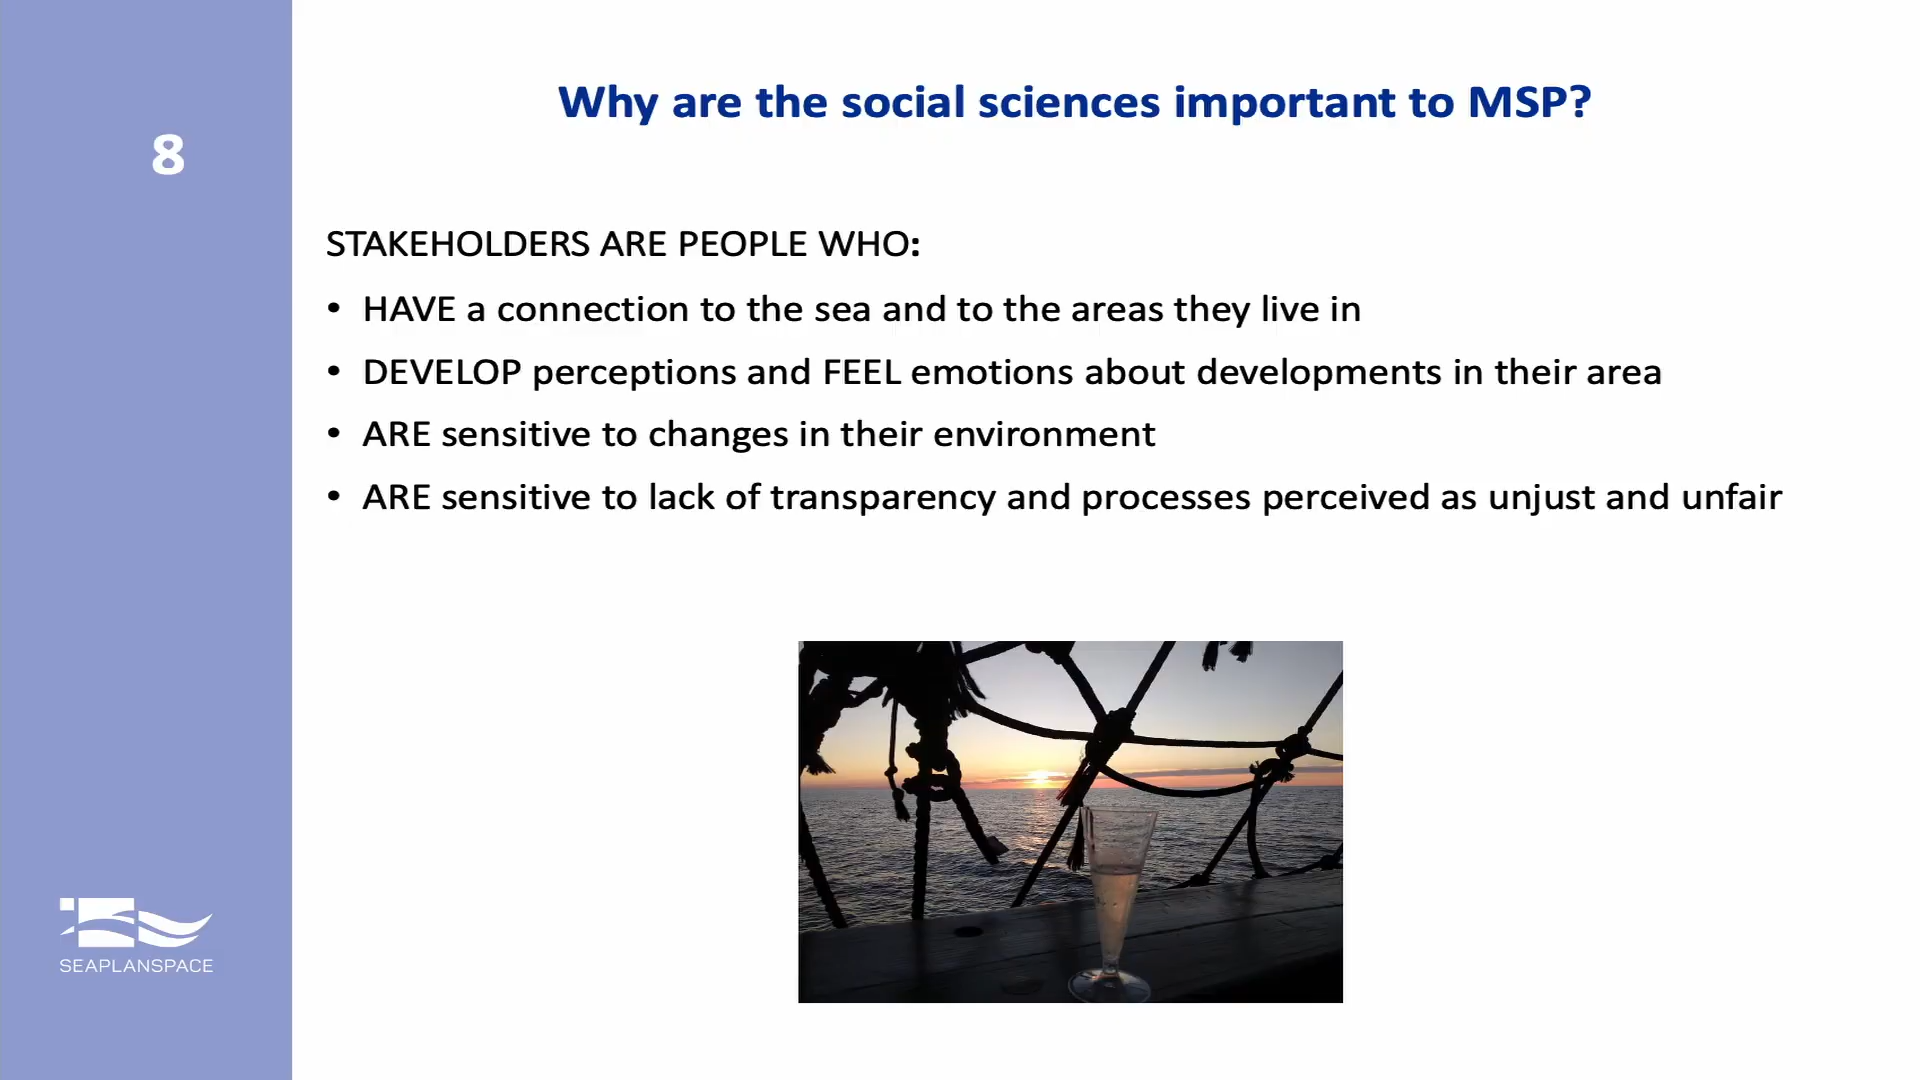 Why are the social sciences important to MSP?
8
STAKEHOLDERS ARE PEOPLE WHO:
• HAVE a connection to the sea and to the areas they live in
• DEVELOP perceptions and FEEL emotions about developments in their area
• ARE sensitive to changes in their environment
• ARE sensitive to lack of transparency and processes perceived as unjust and unfair
SEAPLANSPACE